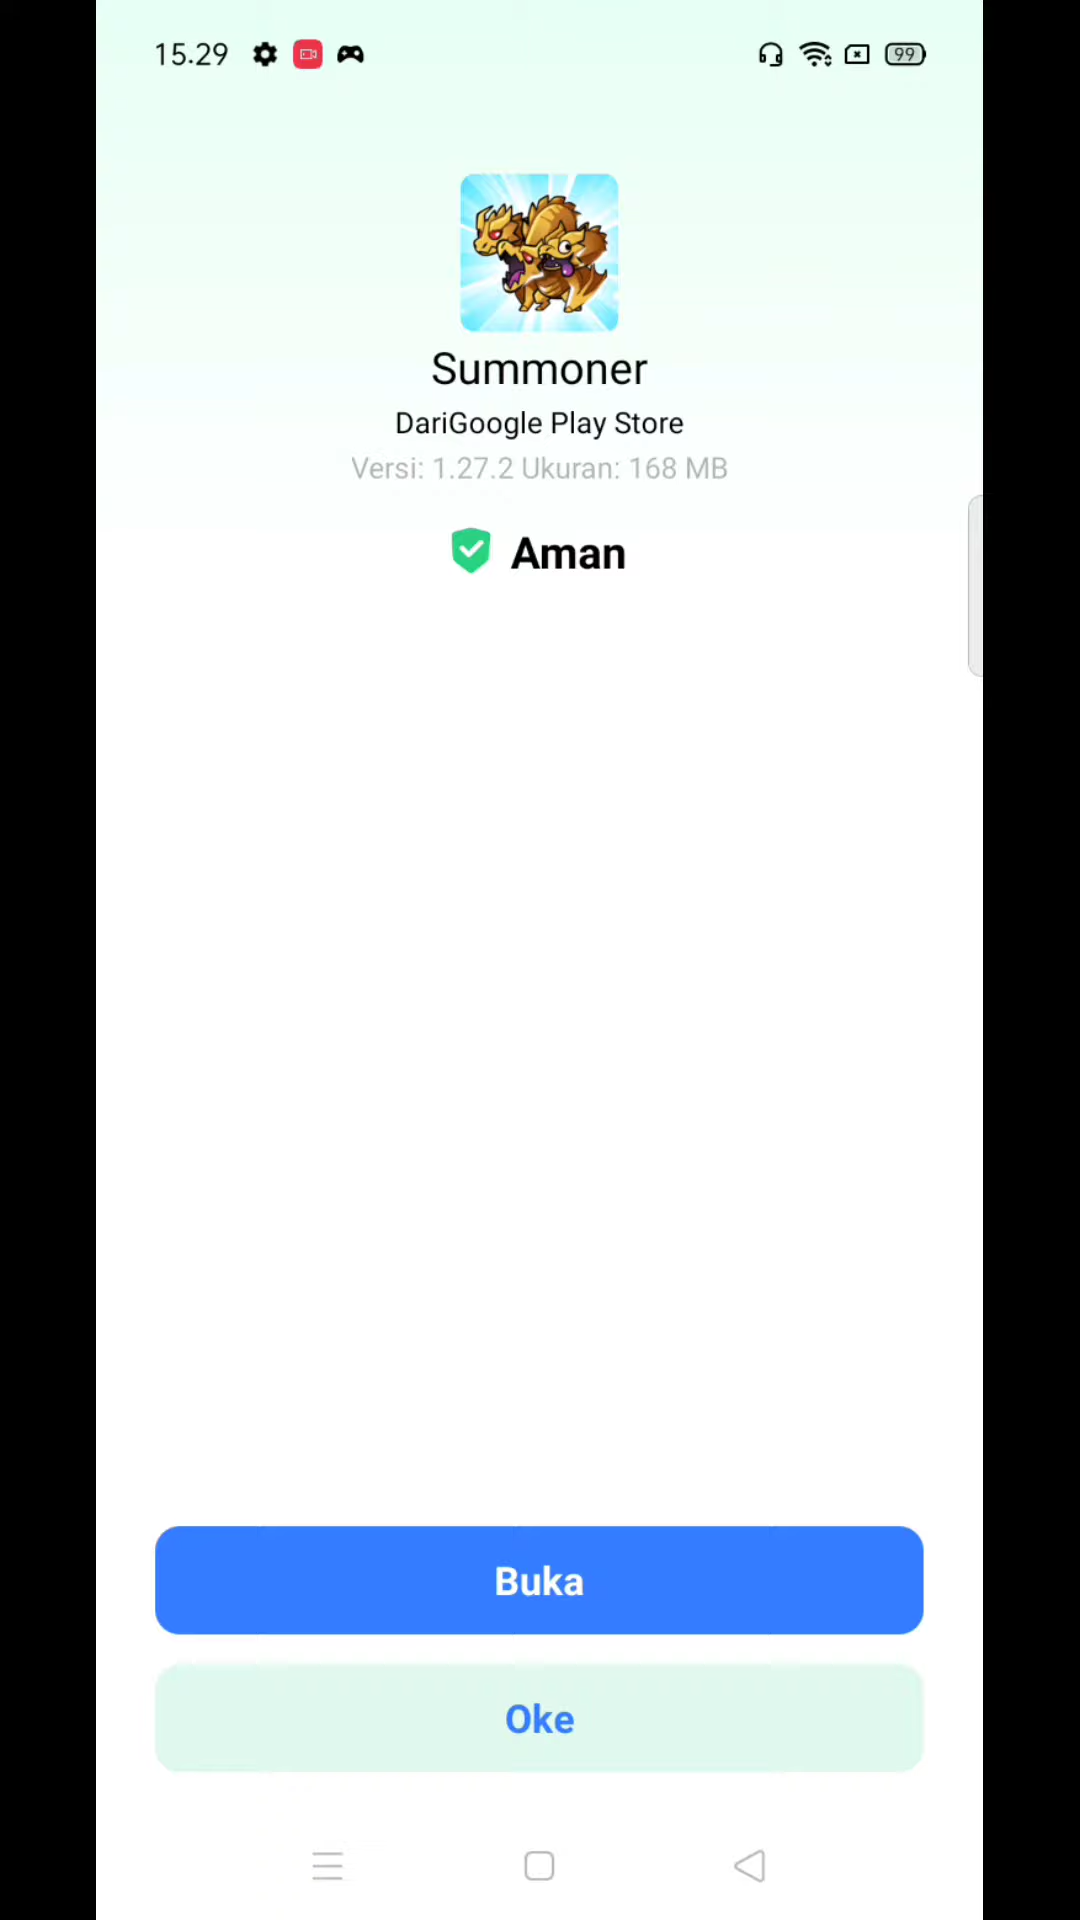 15.29
99
Summoner
DariGoogle Play Store
Versi: 1.27.2 Ukuran: 168 MB
Aman
Buka
Oke